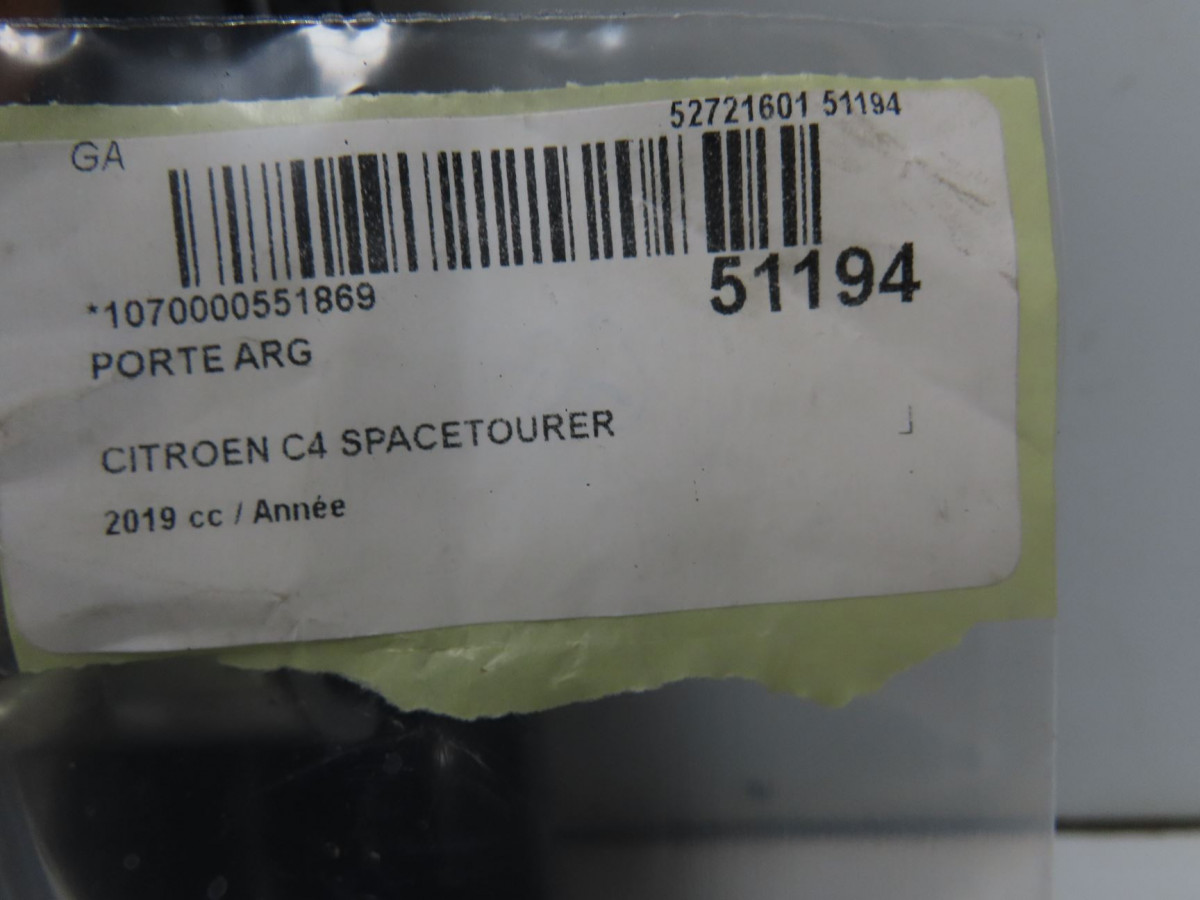 52721601 51194
GA
*1070000551869
51194
PORTE ARG
CITROEN C4 SPACETOURER
2019 cc / Année